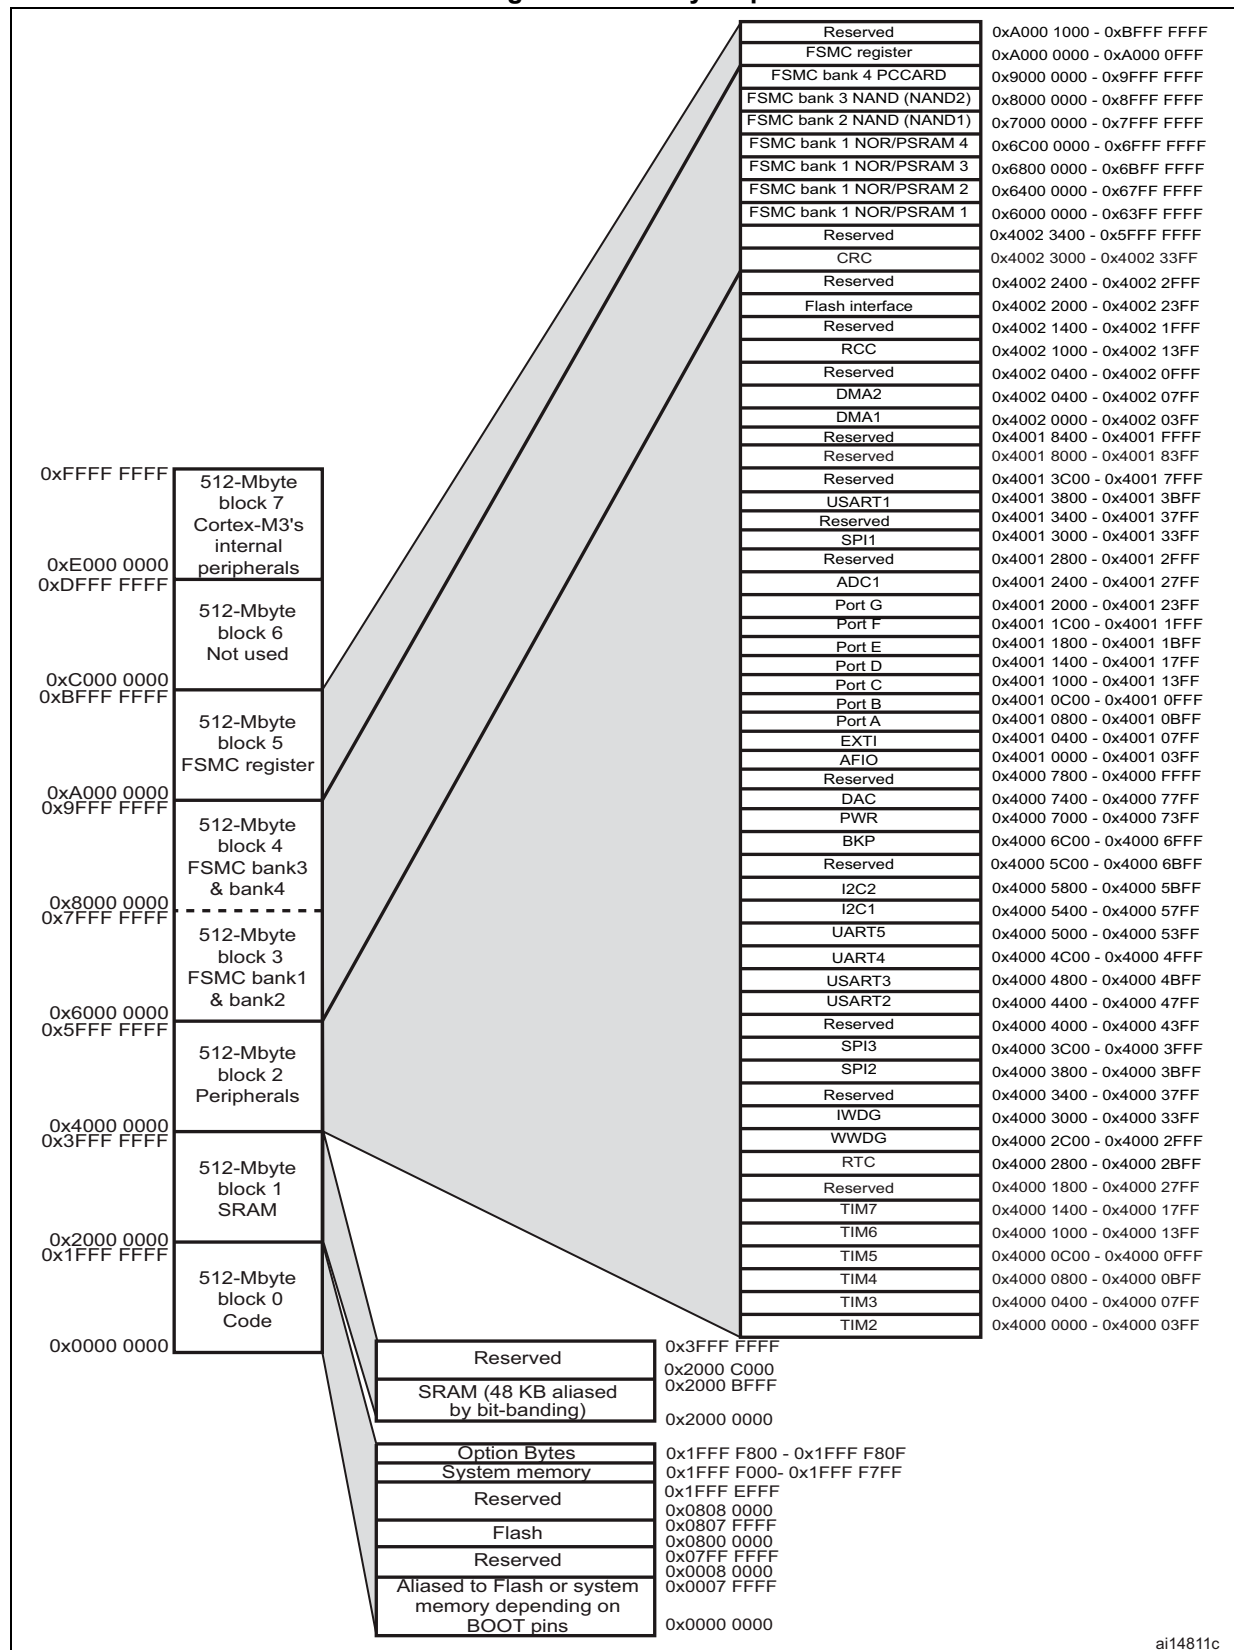 Reserved 0xA000 1000 - 0xBFFF FFFF
FSMC register 0xA000 0000 - 0xA000 0FFF
FSMC bank 4 PCCARD 0x9000 0000 - 0x9FFF FFFF
FSMC bank 3 NAND (NAND2) 0x8000 0000 - 0x8FFF FFFF
FSMC bank 2 NAND (NAND1) 0x7000 0000 - 0x7FFF FFFF
FSMC bank 1 NOR/PSRAM 4 0x6C00 0000 - 0x6FFF FFFF
FSMC bank 1 NOR/PSRAM 3 0x6800 0000 - 0x6BFF FFFF
FSMC bank 1 NOR/PSRAM 2 0x6400 0000 - 0x67FF FFFF
FSMC bank 1 NOR/PSRAM 1 0x6000 0000 - 0x63FF FFFF
Reserved 0x4002 3400 - 0x5FFF FFFF
CRC 0x4002 3000 - 0x4002 33FF
Reserved 0x4002 2400 - 0x4002 2FFF
Flash interface 0x4002 2000 - 0x4002 23FF
Reserved 0x4002 1400 - 0x4002 1FFF
RCC 0x4002 1000 - 0x4002 13FF
Reserved 0x4002 0400 - 0x4002 0FFF
DMA2 0x4002 0400 - 0x4002 07FF
DMA1 0x4002 0000 - 0x4002 03FF
Reserved 0x4001 8400 - 0x4001 FFFF
Reserved 0x4001 8000 - 0x4001 83FF
Reserved 0x4001 3C00 - 0x4001 7FFF
USART1 0x4001 3800 - 0x4001 3BFF
Reserved 0x4001 3400 - 0x4001 37FF
SPI1 0x4001 3000 - 0x4001 33FF
Reserved 0x4001 2800 - 0x4001 2FFF
ADC1 0x4001 2400 - 0x4001 27FF
Port G 0x4001 2000 - 0x4001 23FF
Port F 0x4001 1C00 - 0x4001 1FFF
Port E 0x4001 1800 - 0x4001 1BFF
Port D 0x4001 1400 - 0x4001 17FF
Port C 0x4001 1000 - 0x4001 13FF
Port B 0x4001 0C00 - 0x4001 0FFF
Port A 0x4001 0800 - 0x4001 0BFF
EXTI 0x4001 0400 - 0x4001 07FF
AFIO 0x4001 0000 - 0x4001 03FF
Reserved 0x4000 7800 - 0x4000 FFFF
DAC 0x4000 7400 - 0x4000 77FF
PWR 0x4000 7000 - 0x4000 73FF
BKP 0x4000 6C00 - 0x4000 6FFF
Reserved 0x4000 5C00 - 0x4000 6BFF
I2C2 0x4000 5800 - 0x4000 5BFF
I2C1 0x4000 5400 - 0x4000 57FF
UART5 0x4000 5000 - 0x4000 53FF
UART4 0x4000 4C00 - 0x4000 4FFF
USART3 0x4000 4800 - 0x4000 4BFF
USART2 0x4000 4400 - 0x4000 47FF
Reserved 0x4000 4000 - 0x4000 43FF
SPI3 0x4000 3C00 - 0x4000 3FFF
SPI2 0x4000 3800 - 0x4000 3BFF
Reserved 0x4000 3400 - 0x4000 37FF
IWDG 0x4000 3000 - 0x4000 33FF
WWDG 0x4000 2C00 - 0x4000 2FFF
RTC 0x4000 2800 - 0x4000 2BFF
Reserved 0x4000 1800 - 0x4000 27FF
TIM7 0x4000 1400 - 0x4000 17FF
TIM6 0x4000 1000 - 0x4000 13FF
TIM5 0x4000 0C00 - 0x4000 0FFF
TIM4 0x4000 0800 - 0x4000 0BFF
TIM3 0x4000 0400 - 0x4000 07FF
TIM2 0x4000 0000 - 0x4000 03FF
0xFFFF FFFF
512-Mbyte
block 7
Cortex-M3's
internal
peripherals
0xE000 0000
0xDFFF FFFF
512-Mbyte
block 6
Not used
0xC000 0000
0xBFFF FFFF
512-Mbyte
block 5
FSMC register
0xA000 0000
0x9FFF FFFF
512-Mbyte
block 4
FSMC bank3
& bank4
0x8000 0000
0x7FFF FFFF
512-Mbyte
block 3
FSMC bank1
& bank2
0x6000 0000
0x5FFF FFFF
512-Mbyte
block 2
Peripherals
0x4000 0000
0x3FFF FFFF
512-Mbyte
block 1
SRAM
0x2000 0000
0x1FFF FFFF
512-Mbyte
block 0
Code
0x0000 0000
0x3FFF FFFF
Reserved
0x2000 C000
0x2000 BFFF
SRAM (48 KB aliased
by bit-banding)
0x2000 0000
Option Bytes 0x1FFF F800 - 0x1FFF F80F
System memory 0x1FFF F000- 0x1FFF F7FF
0x1FFF EFFF
Reserved
0x0808 0000
0x0807 FFFF
Flash
0x0800 0000
0x07FF FFFF
Reserved
0x0008 0000
0x0007 FFFF
Aliased to Flash or system
memory depending on
BOOT pins
0x0000 0000
ai14811c